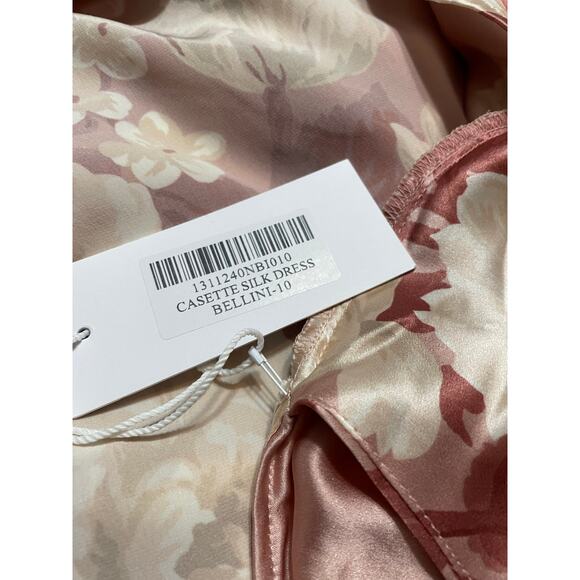 1311240NBI010
CASETTE SILK DRESS
BELLINI-10